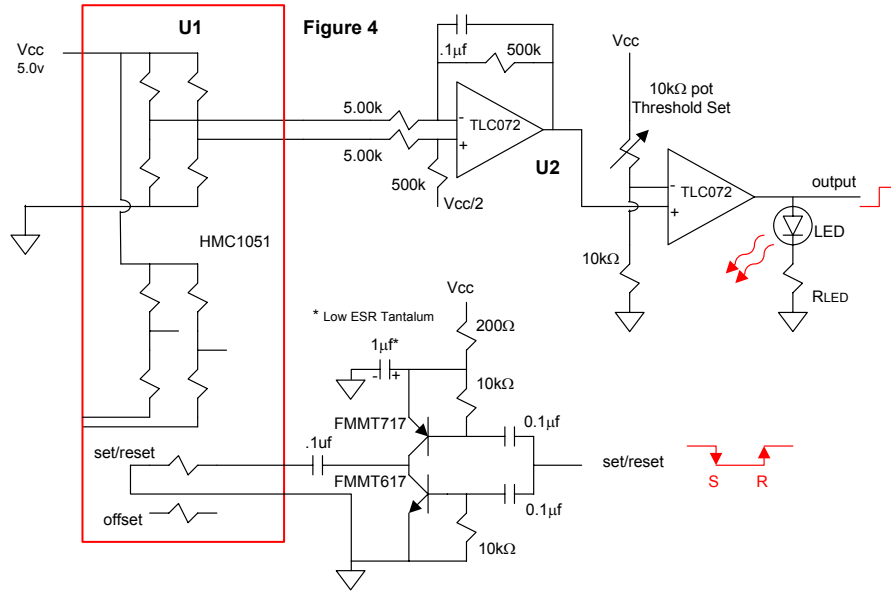 U1
Figure 4
Vcc
5.0v
.1µf
500k
Vcc
10kΩ pot
Threshold Set
5.00k
TLC072
-
+
5.00k
U2
500k
Vcc/2
TLC072
-
+
output
HMC1051
10kΩ
LED
RLED
Vcc
* Low ESR Tantalum
200Ω
1µf*
- +
10kΩ
FMMT717
0.1µf
set/reset
.1uf
FMMT617
set/reset
S R
0.1µf
offset
10kΩ